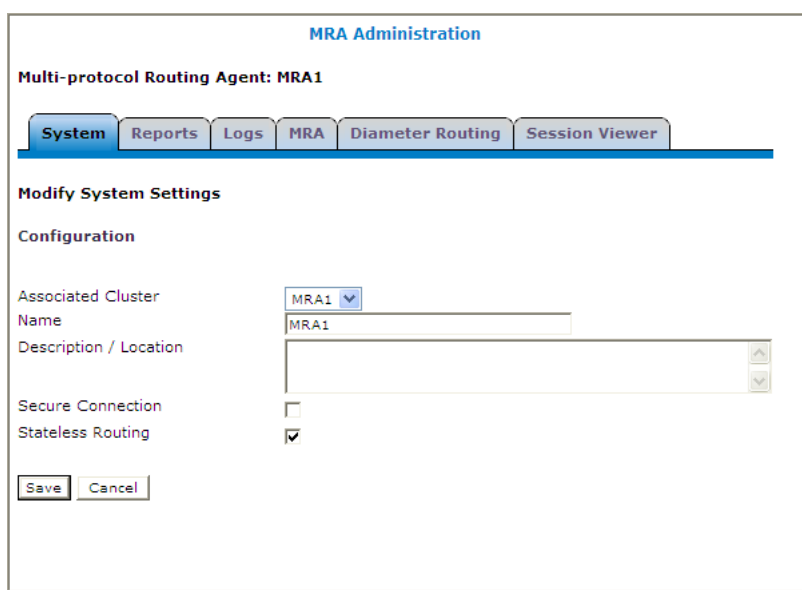 MRA Administration
Multi-protocol Routing Agent: MRA1
System Reports Logs MRA Diameter Routing Session Viewer
Modify System Settings
Configuration
Associated Cluster MRA1
Name MRA1
Description / Location
Secure Connection
Stateless Routing
Save Cancel